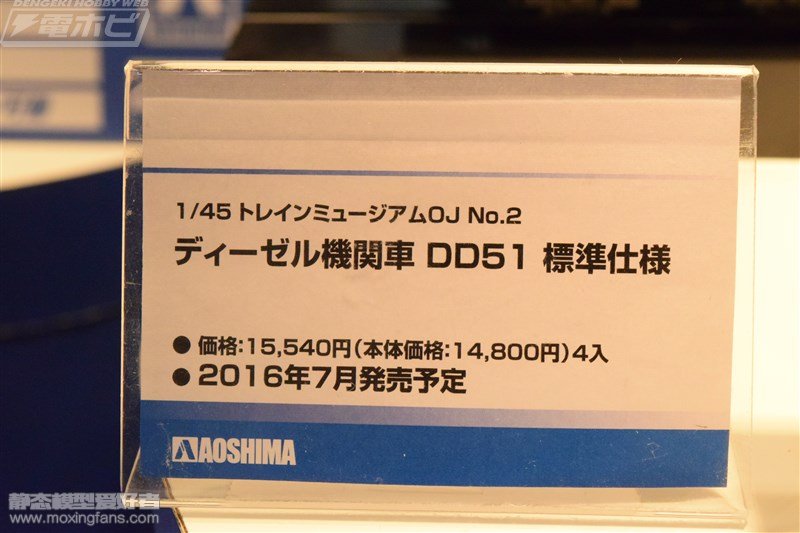 DENGEKI HOBBY WEB
電ホビ
1/45 トレインミュージアムOJ No.2
ディーゼル機関車 DD51 標準仕様
● 価格:15,540円(本体価格:14,800円)4入
● 2016年7月発売予定
AOSHIMA
静态模型爱好者
www.moxingfans.com